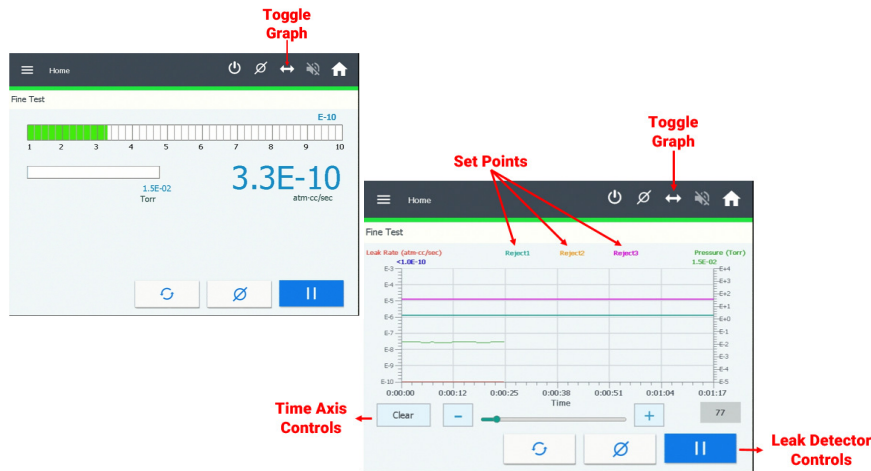 Toggle
Graph
Home
Fine Test
E-10
1 2 3 4 5 6 7 8 9 10
1.5E-02
Torr
3.3E-10
atm-cc/sec
Toggle
Graph
Set Points
Home
Fine Test
Leak Rate (atm-cc/sec)
<1.0E-10
Reject1 Reject2 Reject3
Pressure (Torr)
1.5E-02
E-3 E+4
E-4 E+3
E-5 E+2
E-6 E+1
E-7 E+0
E-8 E-1
E-9 E-2
E-10 E-3
E-4
E-5
0:00:00 0:00:12 0:00:25 0:00:38 0:00:51 0:01:04 0:01:17
Time
Time Axis
Controls
Clear − + 77
Leak Detector
Controls